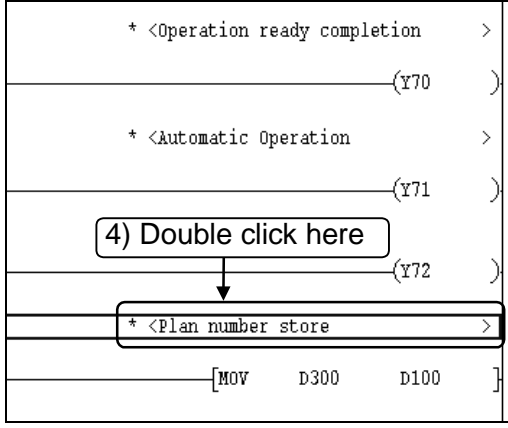 * <Operation ready completion >
(Y70 )
* <Automatic Operation >
(Y71 )
4) Double click here
(Y72 )
* <Plan number store >
[MOV D300 D100 ]